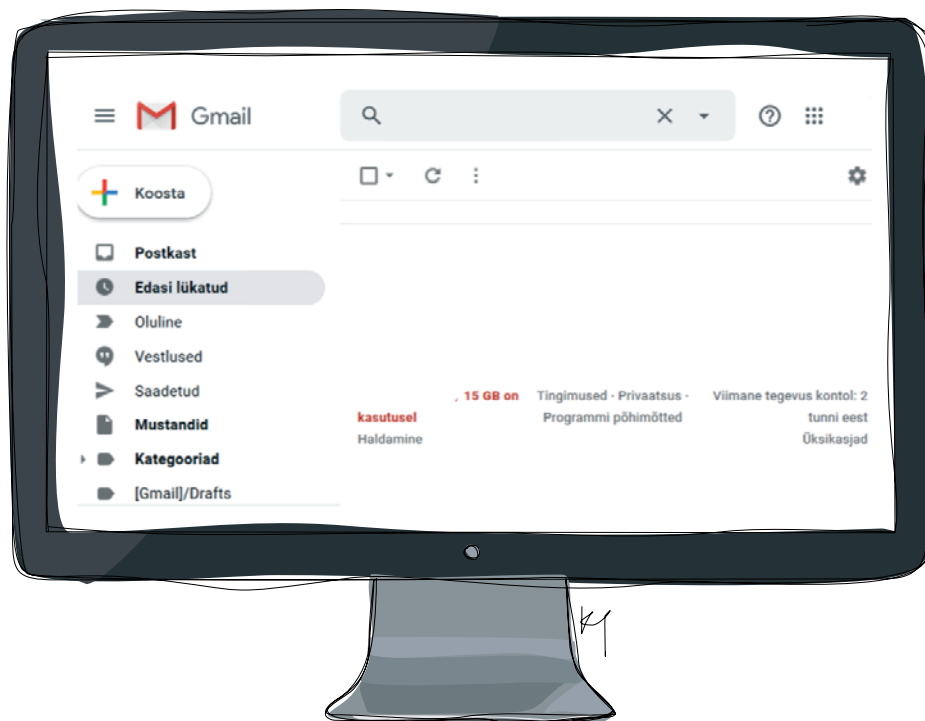 Gmail
Koosta
Postkast
Edasi lükatud
Oluline
Vestlused
Saadetud
Mustandid
Kategooriad
[Gmail]/Drafts
, 15 GB on
kasutusel
Haldamine
Tingimused · Privaatsus ·
Programmi põhimõtted
Viimane tegevus kontol: 2
tunni eest
Üksikasjad